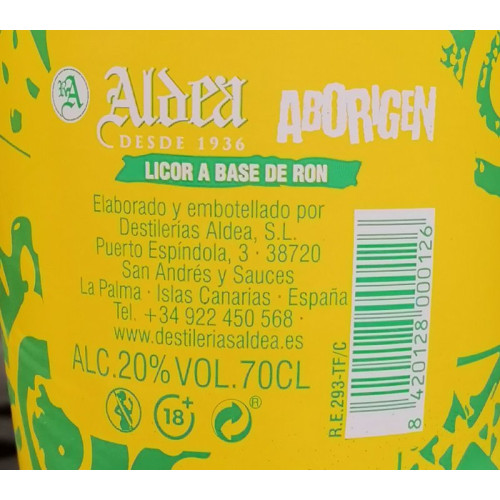 RA
Aldea
DESDE 1936
ABORIGEN
LICOR A BASE DE RON
Elaborado y embotellado por
Destilerías Aldea, S.L.
Puerto Espíndola, 3 · 38720
San Andrés y Sauces
La Palma · Islas Canarias · España
Tel. +34 922 450 568 ·
www.destileriasaldea.es
ALC.20%VOL.70CL
18+
®
R.E.293-TF/C
8 420128 000126